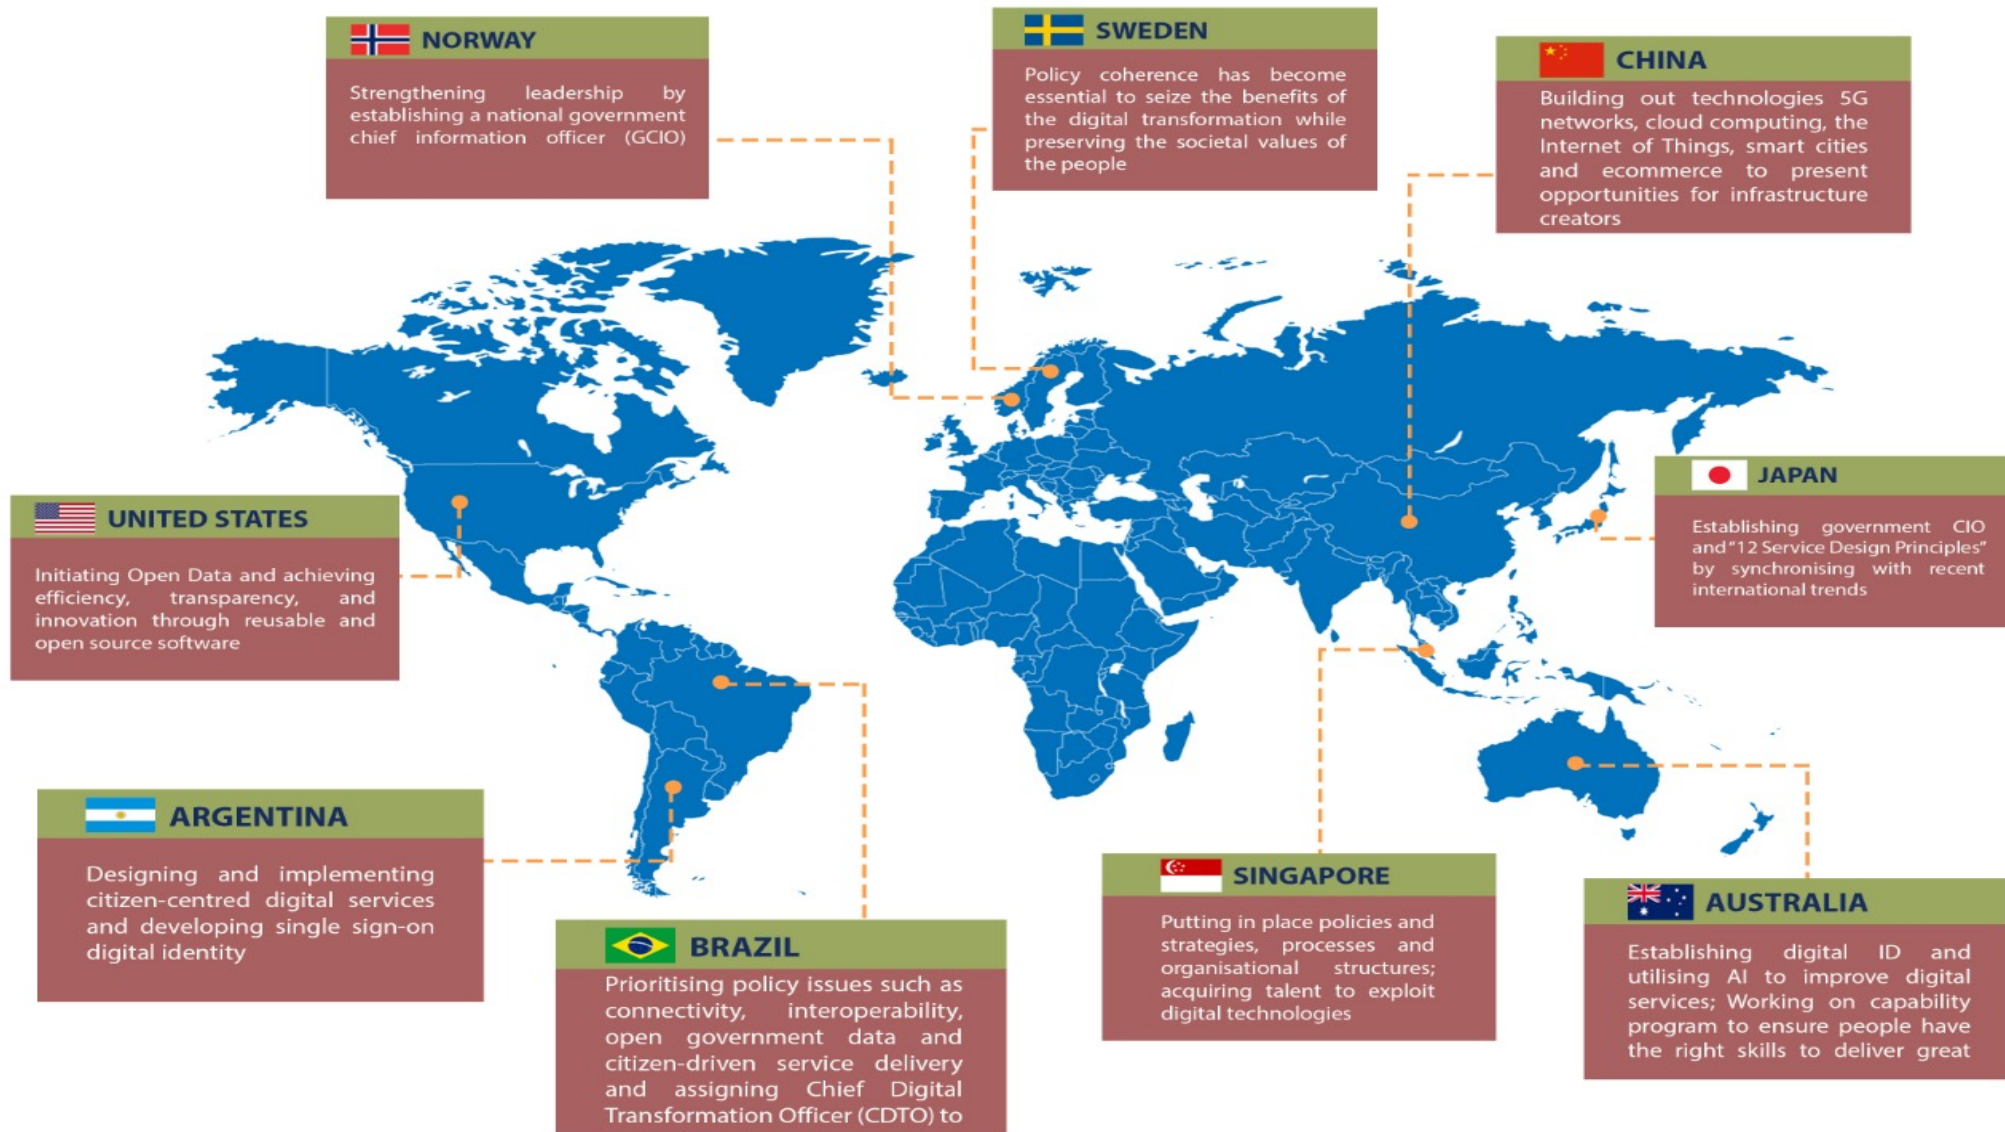 NORWAY
Strengthening leadership by
establishing a national government
chief information officer (GCIO)
SWEDEN
Policy coherence has become
essential to seize the benefits of
the digital transformation while
preserving the societal values of
the people
CHINA
Building out technologies 5G
networks, cloud computing, the
Internet of Things, smart cities
and ecommerce to present
opportunities for infrastructure
creators
UNITED STATES
Initiating Open Data and achieving
efficiency, transparency, and
innovation through reusable and
open source software
JAPAN
Establishing government CIO
and "12 Service Design Principles"
by synchronising with recent
international trends
ARGENTINA
Designing and implementing
citizen-centred digital services
and developing single sign-on
digital identity
BRAZIL
Prioritising policy issues such as
connectivity, interoperability,
open government data and
citizen-driven service delivery
and assigning Chief Digital
Transformation Officer (CDTO) to
SINGAPORE
Putting in place policies and
strategies, processes and
organisational structures;
acquiring talent to exploit
digital technologies
AUSTRALIA
Establishing digital ID and
utilising AI to improve digital
services; Working on capability
program to ensure people have
the right skills to deliver great